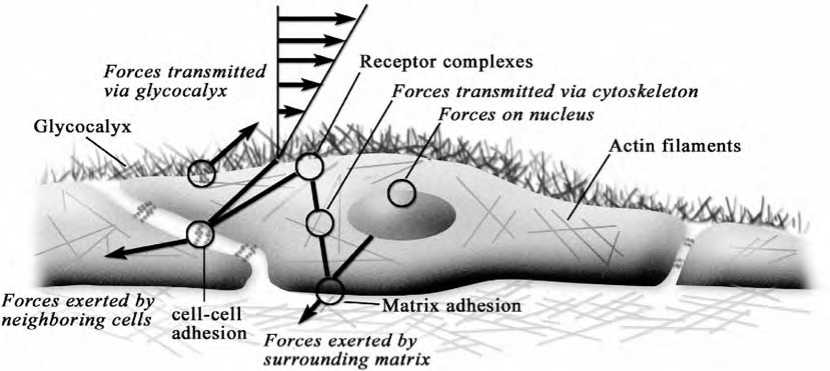 Receptor complexes
Forces transmitted
via glycocalyx
Forces transmitted via cytoskeleton
Forces on nucleus
Glycocalyx
Actin filaments
Forces exerted by
neighboring cells
cell-cell
adhesion
Matrix adhesion
Forces exerted by
surrounding matrix